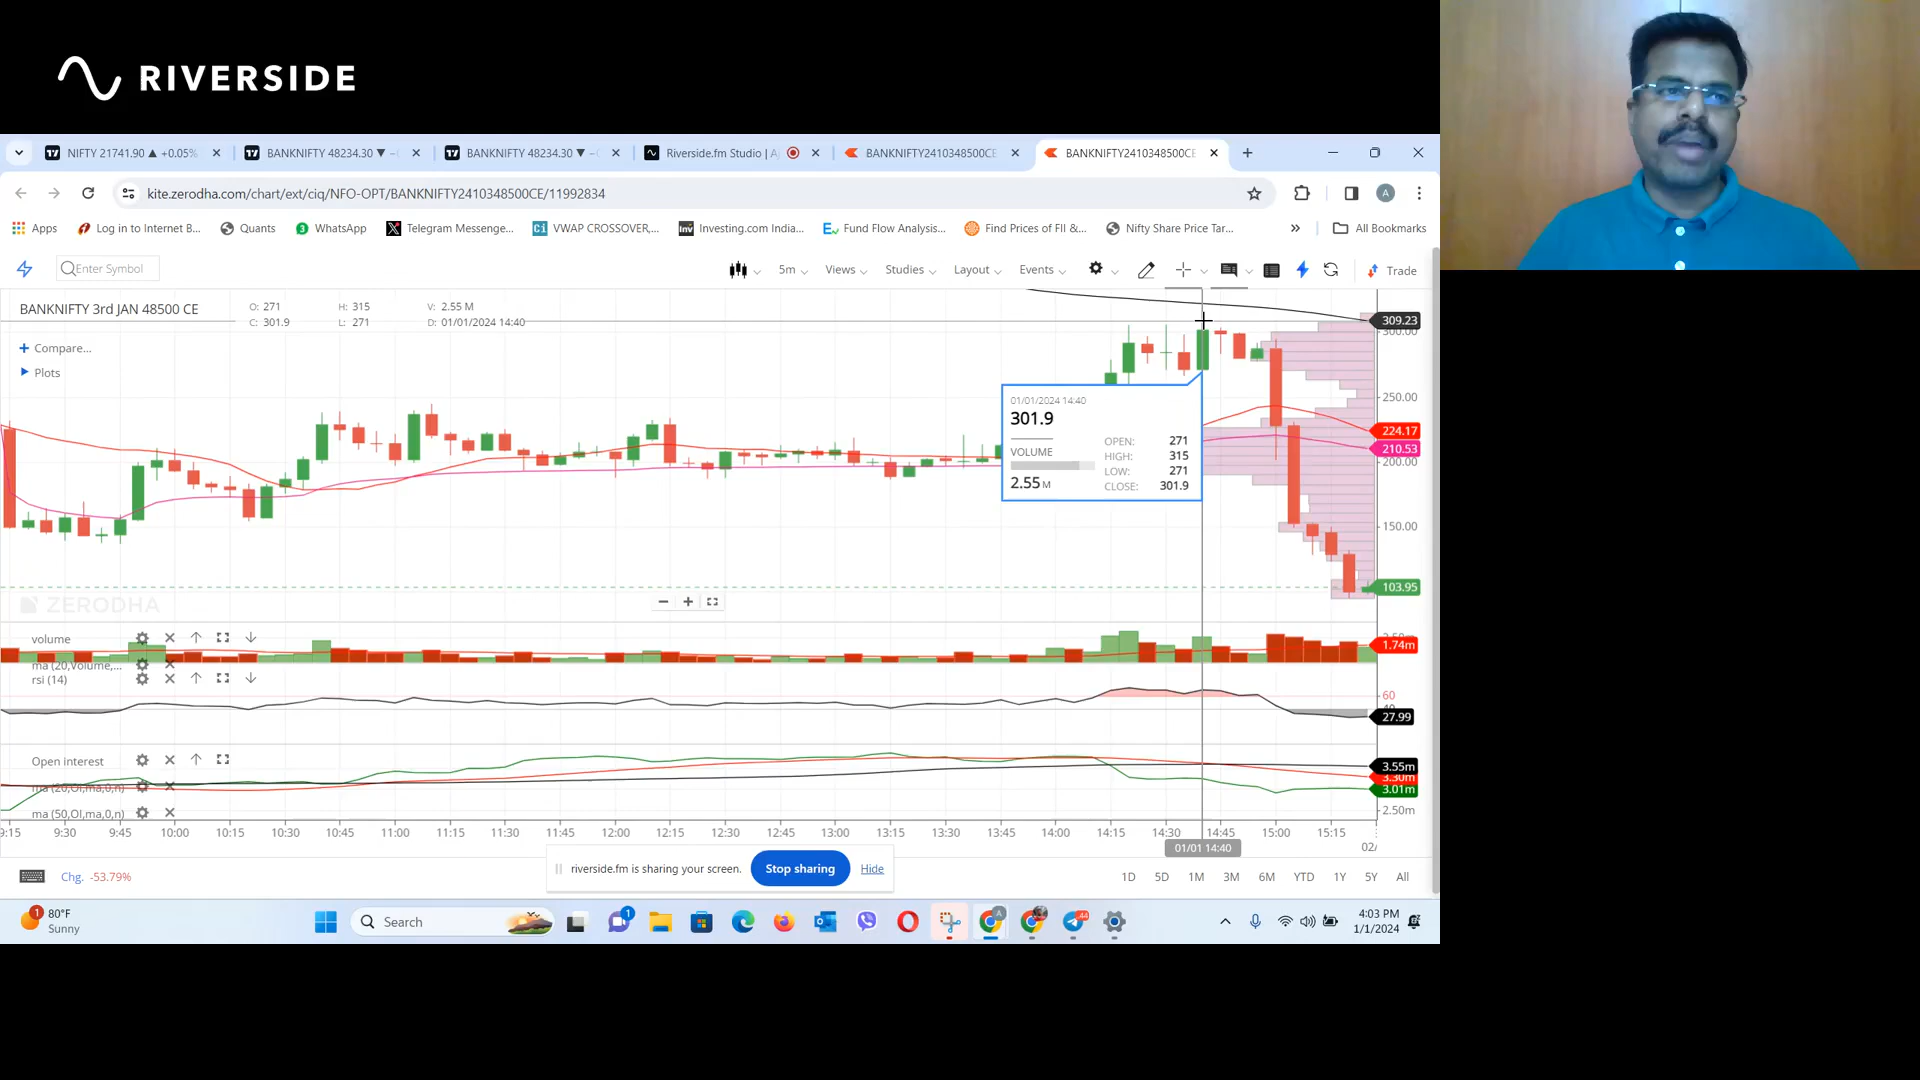 RIVERSIDE
NIFTY 21741.90 ▲ +0.05%
BANKNIFTY 48234.30 ▼ −
BANKNIFTY 48234.30 ▼ −
Riverside.fm Studio | A
BANKNIFTY2410348500CE
BANKNIFTY2410348500CE
kite.zerodha.com/chart/ext/ciq/NFO-OPT/BANKNIFTY2410348500CE/11992834
A
Apps
Log in to Internet B...
Quants
WhatsApp
Telegram Messenge...
VWAP CROSSOVER,...
Investing.com India...
Fund Flow Analysis...
Find Prices of FII &...
Nifty Share Price Tar...
»
All Bookmarks
Enter Symbol
5m
Views
Studies
Layout
Events
Trade
BANKNIFTY 3rd JAN 48500 CE
O: 271
H: 315
V: 2.55 M
C: 301.9
L: 271
D: 01/01/2024 14:40
Compare...
Plots
309.23
300.00
250.00
224.17
210.53
200.00
150.00
103.95
01/01/2024 14:40
301.9
VOLUME
2.55 M
OPEN: 271
HIGH: 315
LOW: 271
CLOSE: 301.9
ZERODHA
volume
1.74m
ma (20,Volume,...
rsi (14)
60
27.99
Open interest
3.55m
3.30m
3.01m
ma (20,OI,ma,0,n)
2.50m
ma (50,OI,ma,0,n)
9:15 9:30 9:45 10:00 10:15 10:30 10:45 11:00 11:15 11:30 11:45 12:00 12:15 12:30 12:45 13:00 13:15 13:30 13:45 14:00 14:15 14:30 14:45 15:00 15:15
01/01 14:40
02/
riverside.fm is sharing your screen.
Stop sharing
Hide
Chg. -53.79%
1D 5D 1M 3M 6M YTD 1Y 5Y All
1
80°F
Sunny
Search
1
44
4:03 PM
1/1/2024